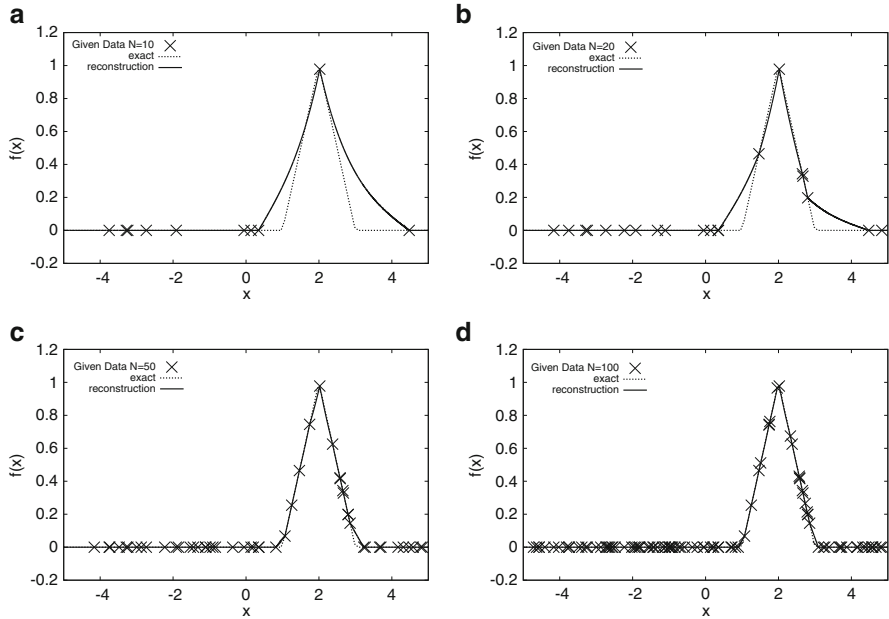 a
1.2
1
0.8
0.6
0.4
0.2
0
-0.2
f(x)
Given Data N=10
exact
reconstruction
-4
-2
0
2
4
x
b
1.2
1
0.8
0.6
0.4
0.2
0
-0.2
f(x)
Given Data N=20
exact
reconstruction
-4
-2
0
2
4
x
c
1.2
1
0.8
0.6
0.4
0.2
0
-0.2
f(x)
Given Data N=50
exact
reconstruction
-4
-2
0
2
4
x
d
1.2
1
0.8
0.6
0.4
0.2
0
-0.2
f(x)
Given Data N=100
exact
reconstruction
-4
-2
0
2
4
x